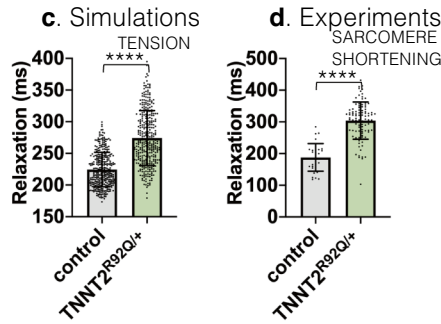 c. Simulations
TENSION
****
Relaxation (ms)
400
350
300
250
200
150
control
TNNT2R92Q/+
d. Experiments
SARCOMERE
SHORTENING
****
Relaxation (ms)
500
400
300
200
100
0
control
TNNT2R92Q/+